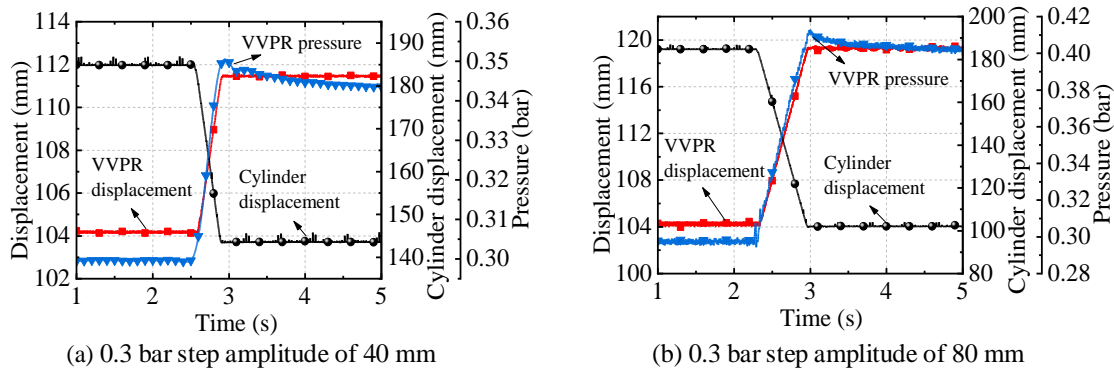 112
110
108
106
104
102
Displacement (mm)
VVPR pressure
VVPR
displacement
Cylinder
displacement
190
180
170
160
150
140
Cylinder displacement (mm)
0.36
0.35
0.34
0.33
0.32
0.31
0.30
Pressure (bar)
1 2 3 4 5
Time (s)
(a) 0.3 bar step amplitude of 40 mm
120
116
112
108
104
100
Displacement (mm)
VVPR pressure
VVPR
displacement
Cylinder
displacement
200
180
160
140
120
100
80
Cylinder displacement (mm)
0.42
0.40
0.38
0.36
0.34
0.32
0.30
0.28
Pressure (bar)
1 2 3 4 5
Time (s)
(b) 0.3 bar step amplitude of 80 mm